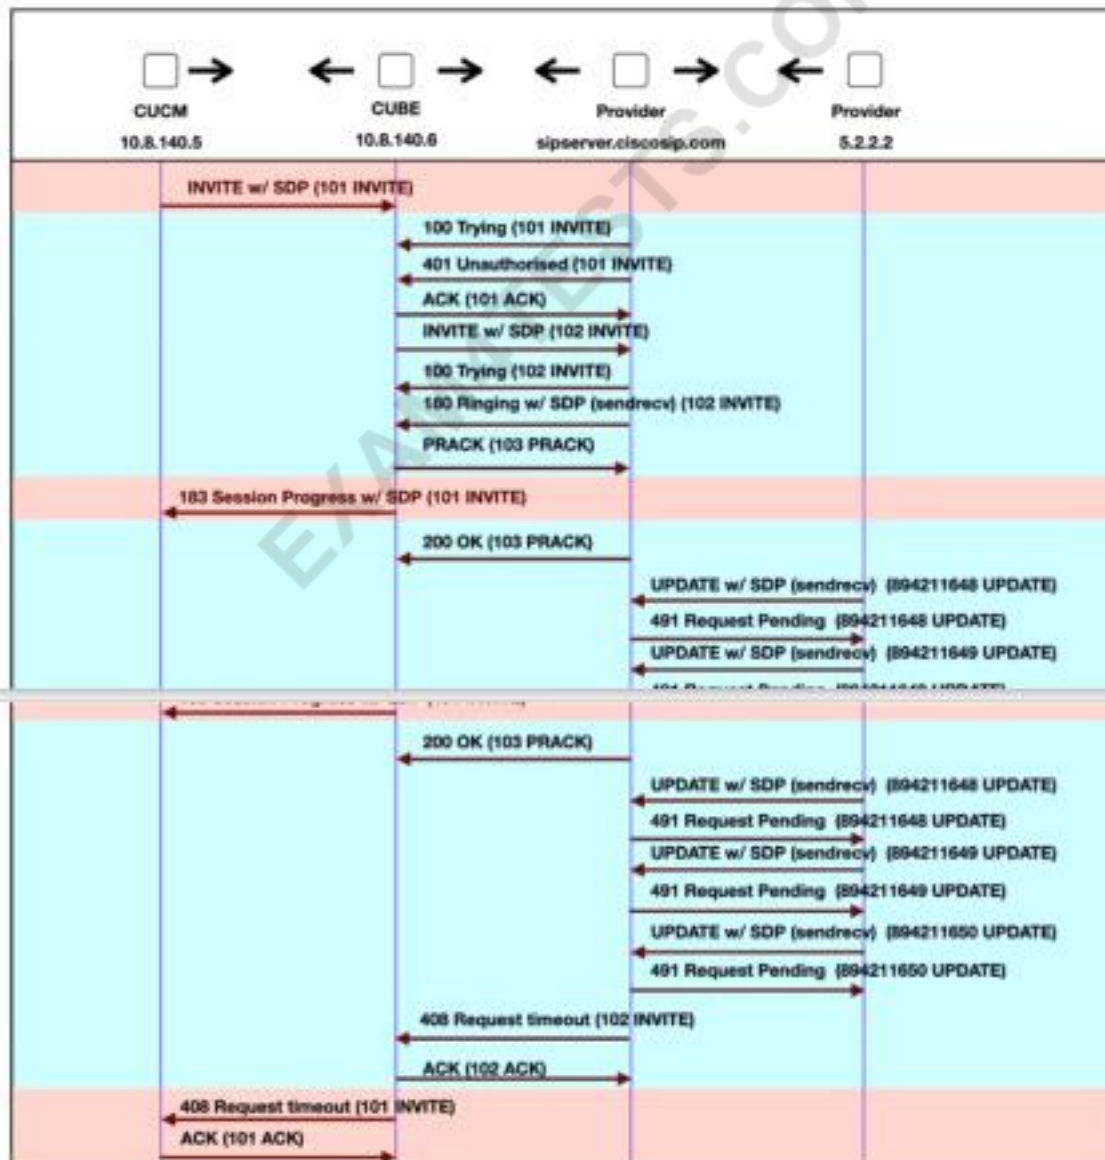 CUCM
CUBE
Provider
Provider
10.8.140.5
10.8.140.6
sipserver.ciscosip.com
5.2.2.2
INVITE w/ SDP (101 INVITE)
100 Trying (101 INVITE)
401 Unauthorised (101 INVITE)
ACK (101 ACK)
INVITE w/ SDP (102 INVITE)
100 Trying (102 INVITE)
180 Ringing w/ SDP (sendrecv) (102 INVITE)
PRACK (103 PRACK)
183 Session Progress w/ SDP (101 INVITE)
200 OK (103 PRACK)
UPDATE w/ SDP (sendrecv) (894211648 UPDATE)
491 Request Pending (894211648 UPDATE)
UPDATE w/ SDP (sendrecv) (894211649 UPDATE)
200 OK (103 PRACK)
UPDATE w/ SDP (sendrecv) (894211648 UPDATE)
491 Request Pending (894211648 UPDATE)
UPDATE w/ SDP (sendrecv) (894211649 UPDATE)
491 Request Pending (894211649 UPDATE)
UPDATE w/ SDP (sendrecv) (894211650 UPDATE)
491 Request Pending (894211650 UPDATE)
408 Request timeout (102 INVITE)
ACK (102 ACK)
408 Request timeout (101 INVITE)
ACK (101 ACK)
EXAMTESTS.COM